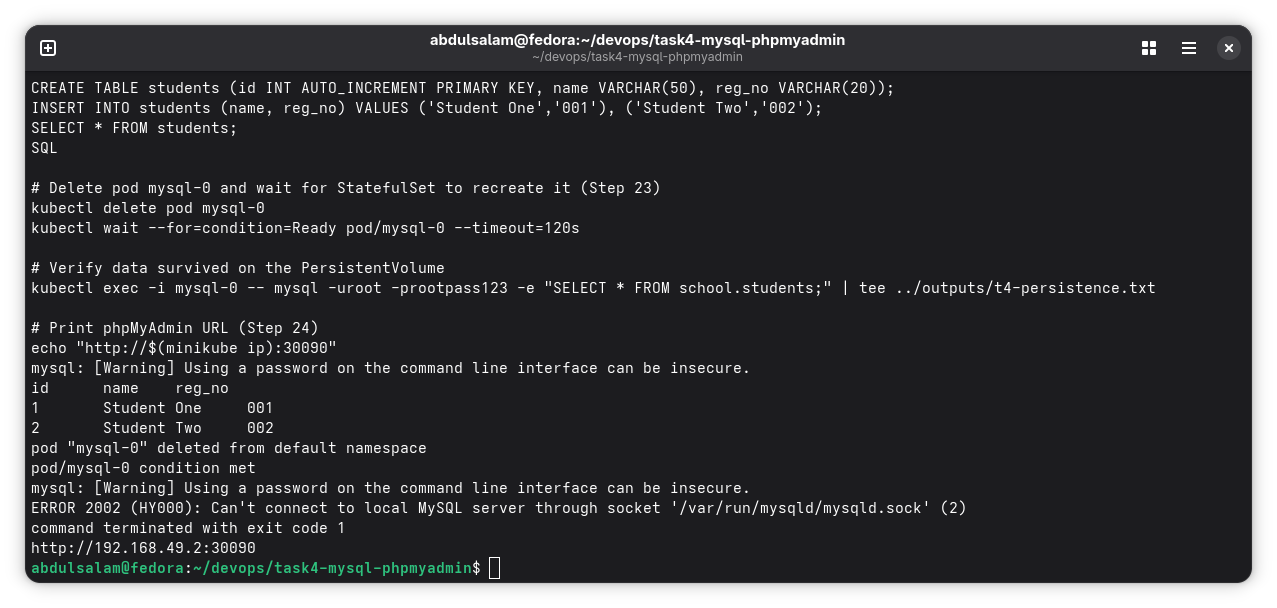 abdulsalam@fedora:~/devops/task4-mysql-phpmyadmin
~/devops/task4-mysql-phpmyadmin
CREATE TABLE students (id INT AUTO_INCREMENT PRIMARY KEY, name VARCHAR(50), reg_no VARCHAR(20));
INSERT INTO students (name, reg_no) VALUES ('Student One','001'), ('Student Two','002');
SELECT * FROM students;
SQL

# Delete pod mysql-0 and wait for StatefulSet to recreate it (Step 23)
kubectl delete pod mysql-0
kubectl wait --for=condition=Ready pod/mysql-0 --timeout=120s

# Verify data survived on the PersistentVolume
kubectl exec -i mysql-0 -- mysql -uroot -prootpass123 -e "SELECT * FROM school.students;" | tee ../outputs/t4-persistence.txt

# Print phpMyAdmin URL (Step 24)
echo "http://$(minikube ip):30090"
mysql: [Warning] Using a password on the command line interface can be insecure.
id      name    reg_no
1       Student One     001
2       Student Two     002
pod "mysql-0" deleted from default namespace
pod/mysql-0 condition met
mysql: [Warning] Using a password on the command line interface can be insecure.
ERROR 2002 (HY000): Can't connect to local MySQL server through socket '/var/run/mysqld/mysqld.sock' (2)
command terminated with exit code 1
http://192.168.49.2:30090
abdulsalam@fedora:~/devops/task4-mysql-phpmyadmin$